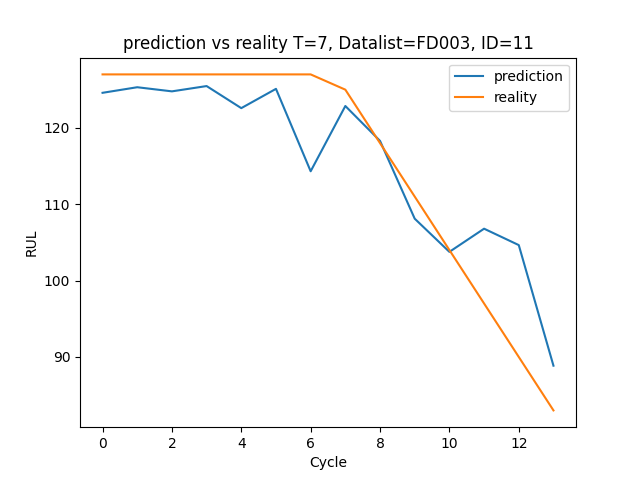 prediction vs reality T=7, Datalist=FD003, ID=11
prediction
reality
120
110
100
90
RUL
0 2 4 6 8 10 12
Cycle